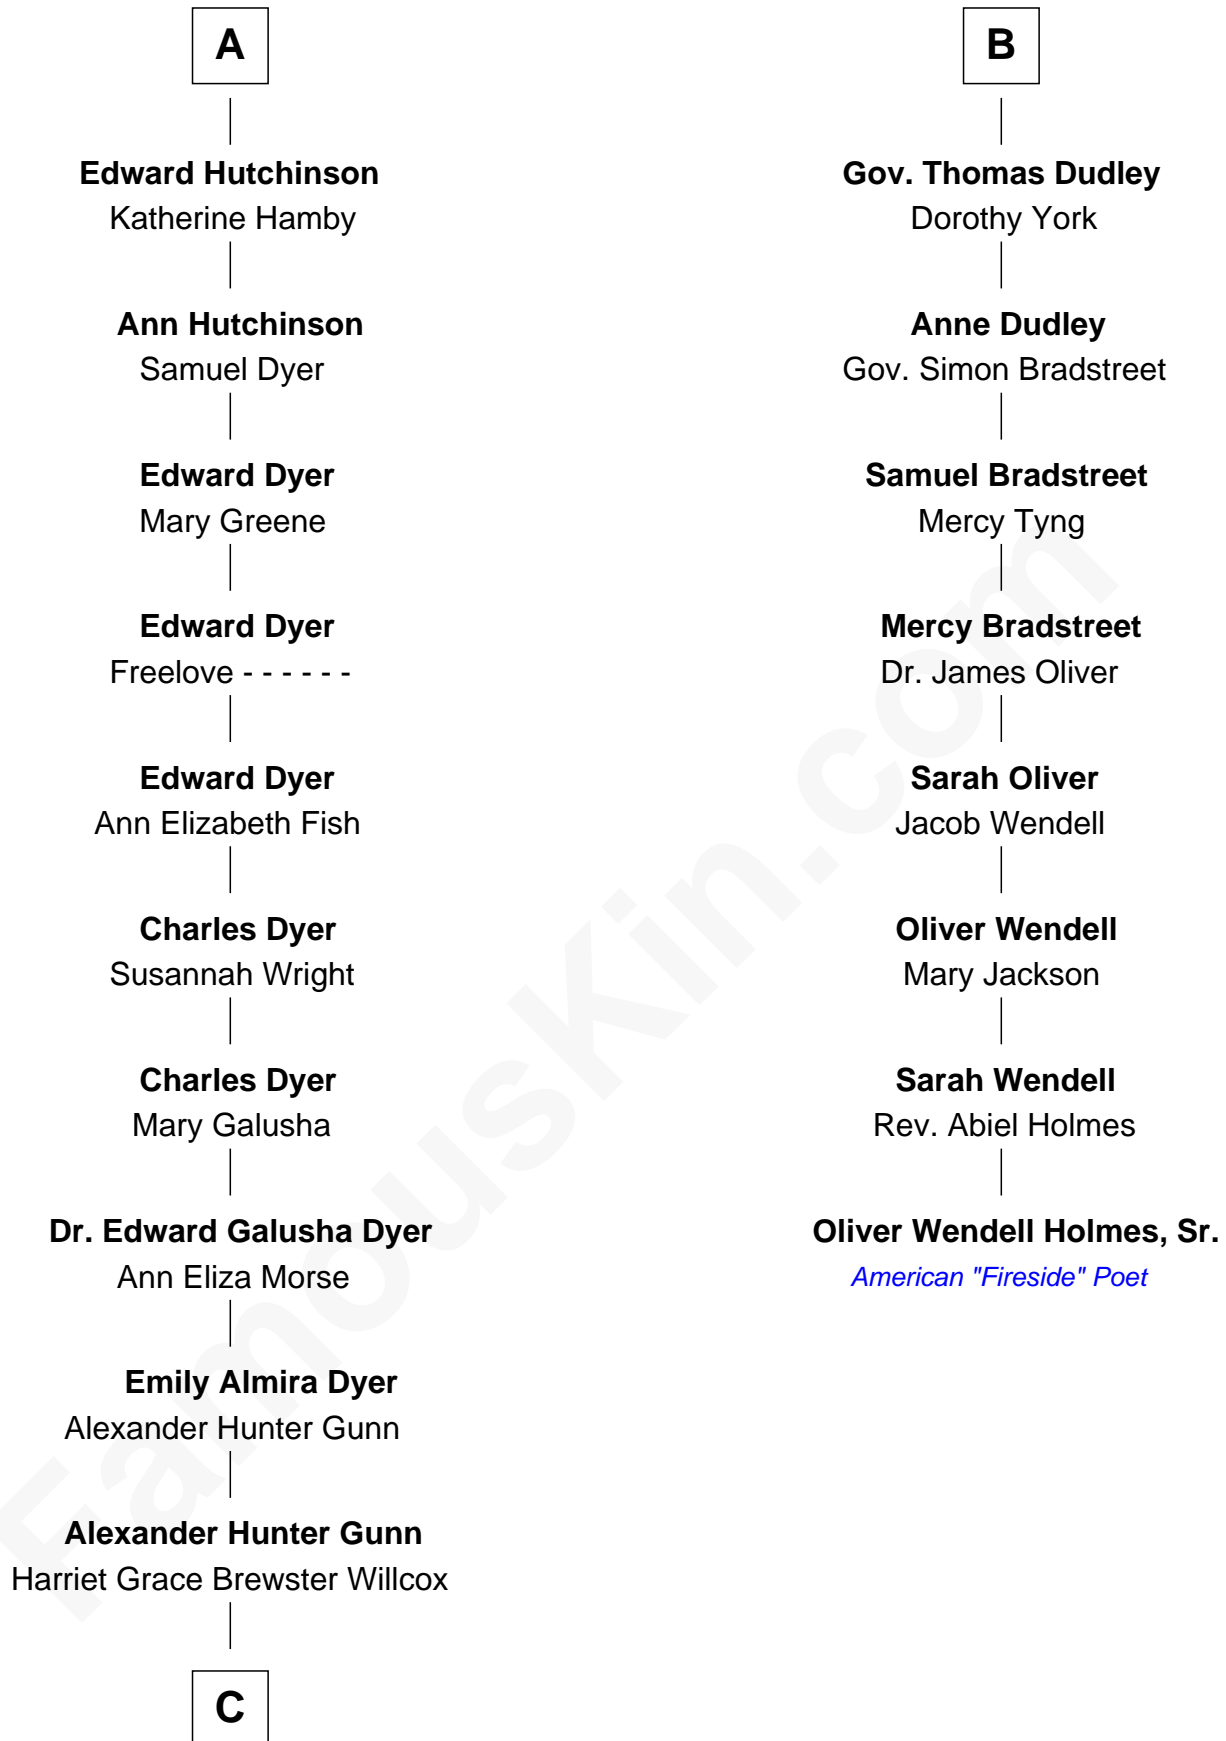 A
Edward Hutchinson
Katherine Hamby
Ann Hutchinson
Samuel Dyer
Edward Dyer
Mary Greene
Edward Dyer
Freelove - - - - - -
Edward Dyer
Ann Elizabeth Fish
Charles Dyer
Susannah Wright
Charles Dyer
Mary Galusha
Dr. Edward Galusha Dyer
Ann Eliza Morse
Emily Almira Dyer
Alexander Hunter Gunn
Alexander Hunter Gunn
Harriet Grace Brewster Willcox
C
B
Gov. Thomas Dudley
Dorothy York
Anne Dudley
Gov. Simon Bradstreet
Samuel Bradstreet
Mercy Tyng
Mercy Bradstreet
Dr. James Oliver
Sarah Oliver
Jacob Wendell
Oliver Wendell
Mary Jackson
Sarah Wendell
Rev. Abiel Holmes
Oliver Wendell Holmes, Sr.
American "Fireside" Poet
FamousKin.com